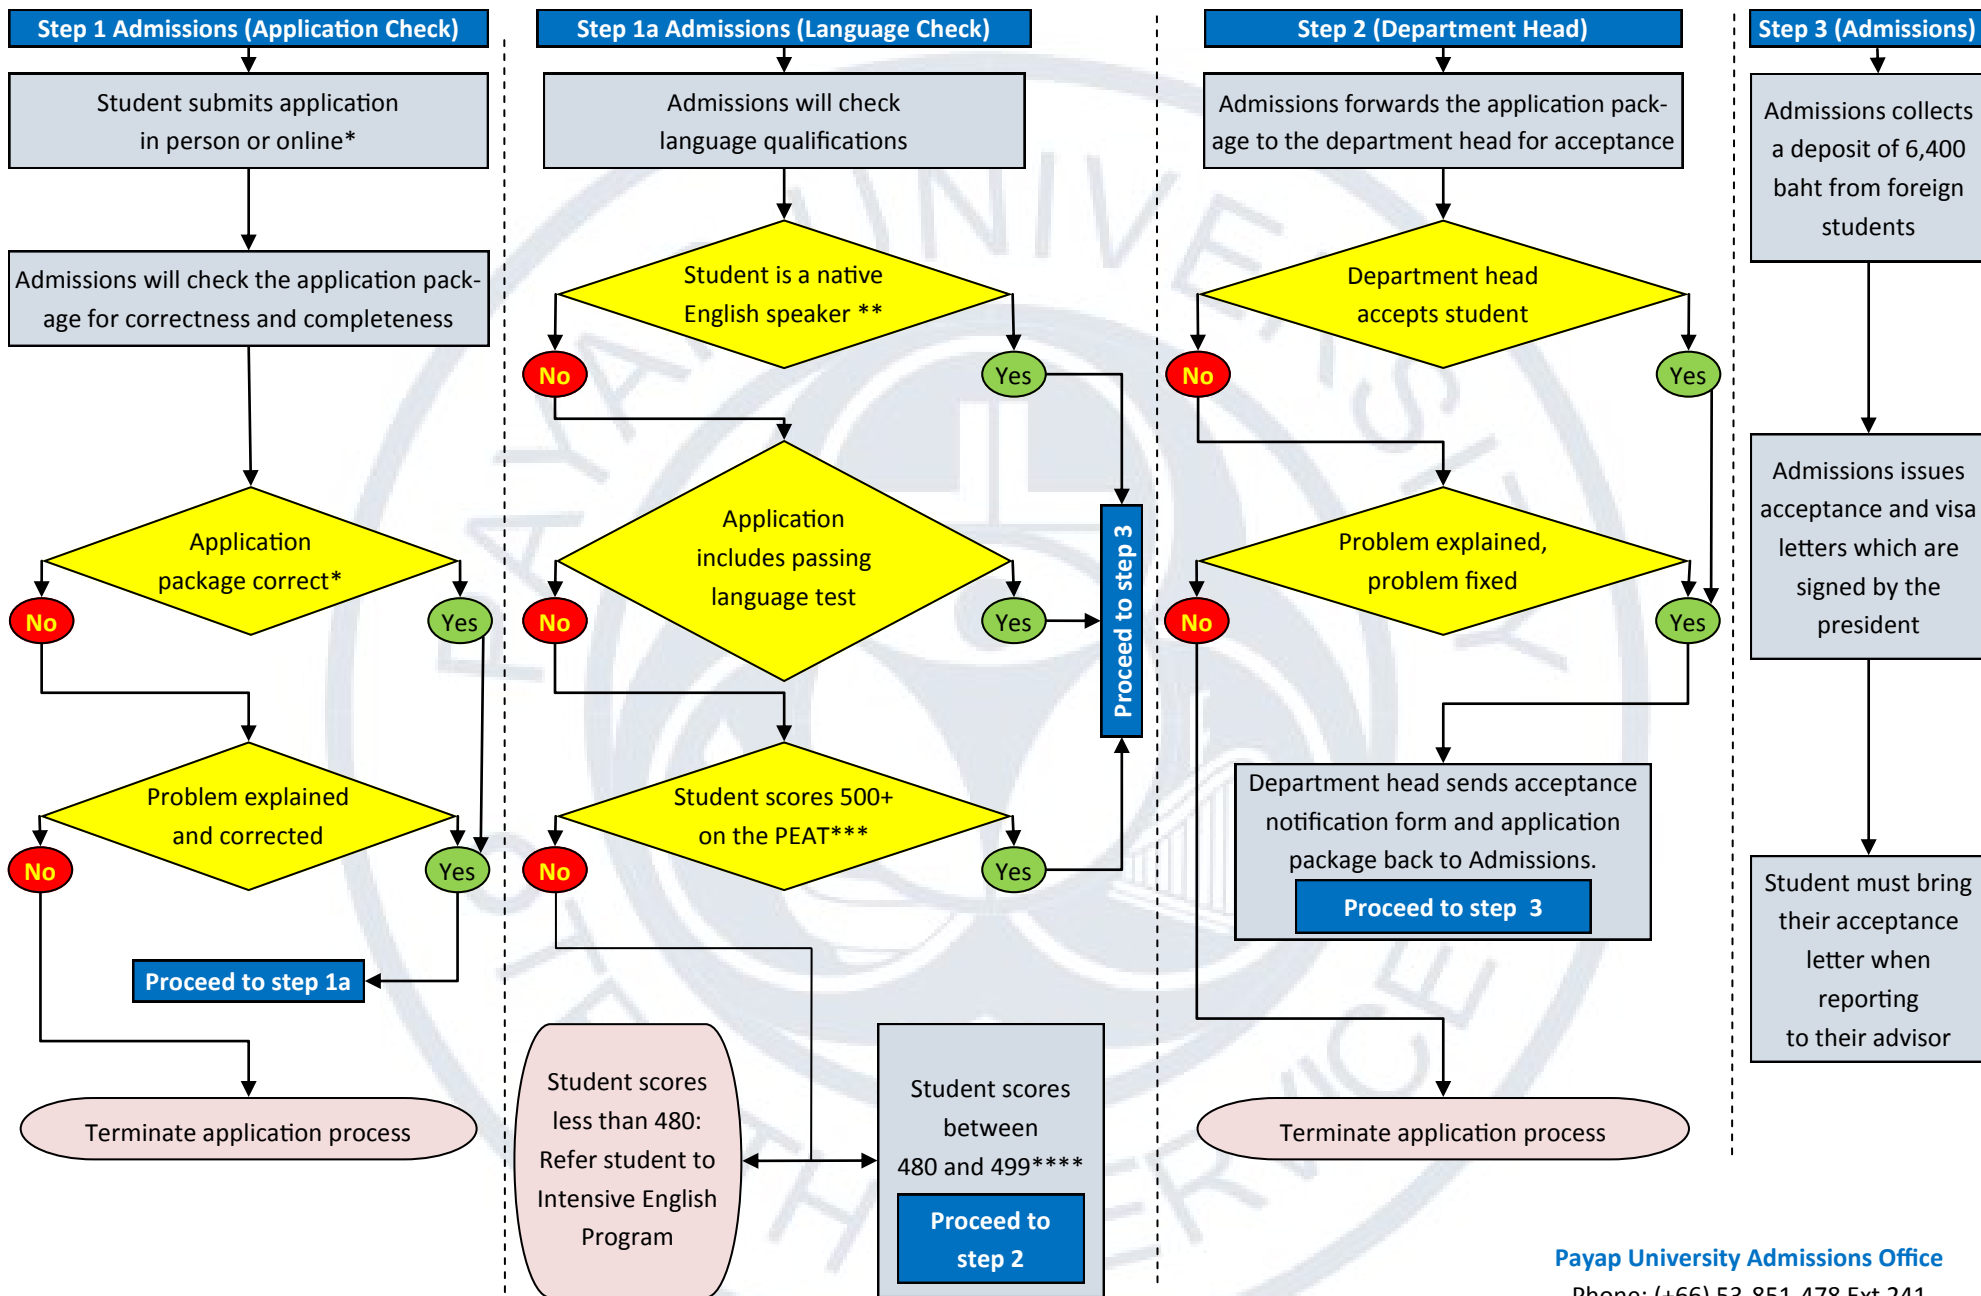 Step 1 Admissions (Application Check)
Student submits application
in person or online*
Admissions will check the application pack-
age for correctness and completeness
Application
package correct*
No
Yes
Problem explained
and corrected
No
Yes
Proceed to step 1a
Terminate application process
Step 1a Admissions (Language Check)
Admissions will check
language qualifications
Student is a native
English speaker **
No
Yes
Application
includes passing
language test
No
Yes
Proceed to step 3
Student scores 500+
on the PEAT***
No
Yes
Student scores
less than 480:
Refer student to
Intensive English
Program
Student scores
between
480 and 499****
Proceed to
step 2
Step 2 (Department Head)
Admissions forwards the application pack-
age to the department head for acceptance
Department head
accepts student
No
Yes
Problem explained,
problem fixed
No
Yes
Department head sends acceptance
notification form and application
package back to Admissions.
Proceed to step  3
Terminate application process
Step 3 (Admissions)
Admissions collects
a deposit of 6,400
baht from foreign
students
Admissions issues
acceptance and visa
letters which are
signed by the
president
Student must bring
their acceptance
letter when
reporting
to their advisor
Payap University Admissions Office
Phone: (+66) 53-851-478 Ext 241
PAYAP UNIVERSITY